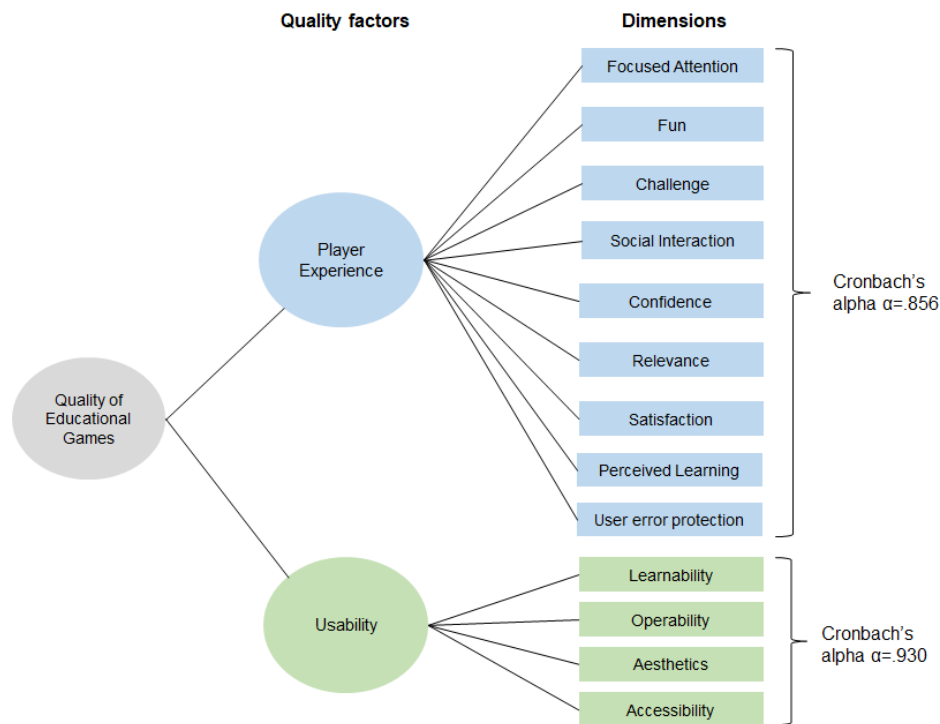 Quality factors
Dimensions
Focused Attention
Fun
Challenge
Social Interaction
Confidence
Relevance
Satisfaction
Perceived Learning
User error protection
Player
Experience
Cronbach's
alpha α=.856
Quality of
Educational
Games
Usability
Learnability
Operability
Aesthetics
Accessibility
Cronbach's
alpha α=.930